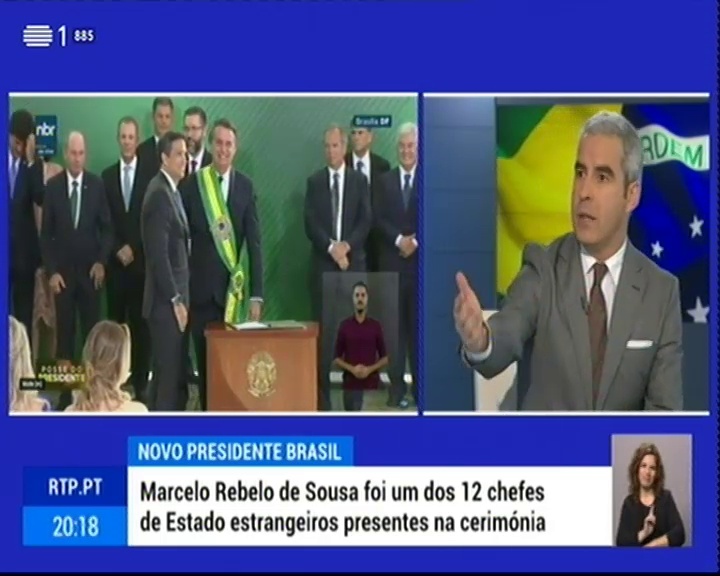 1 885
nbr
Brasília DF
RDEM
POSSE DO
PRESIDENTE
NOVO PRESIDENTE BRASIL
RTP.PT
20:18
Marcelo Rebelo de Sousa foi um dos 12 chefes
de Estado estrangeiros presentes na cerimónia